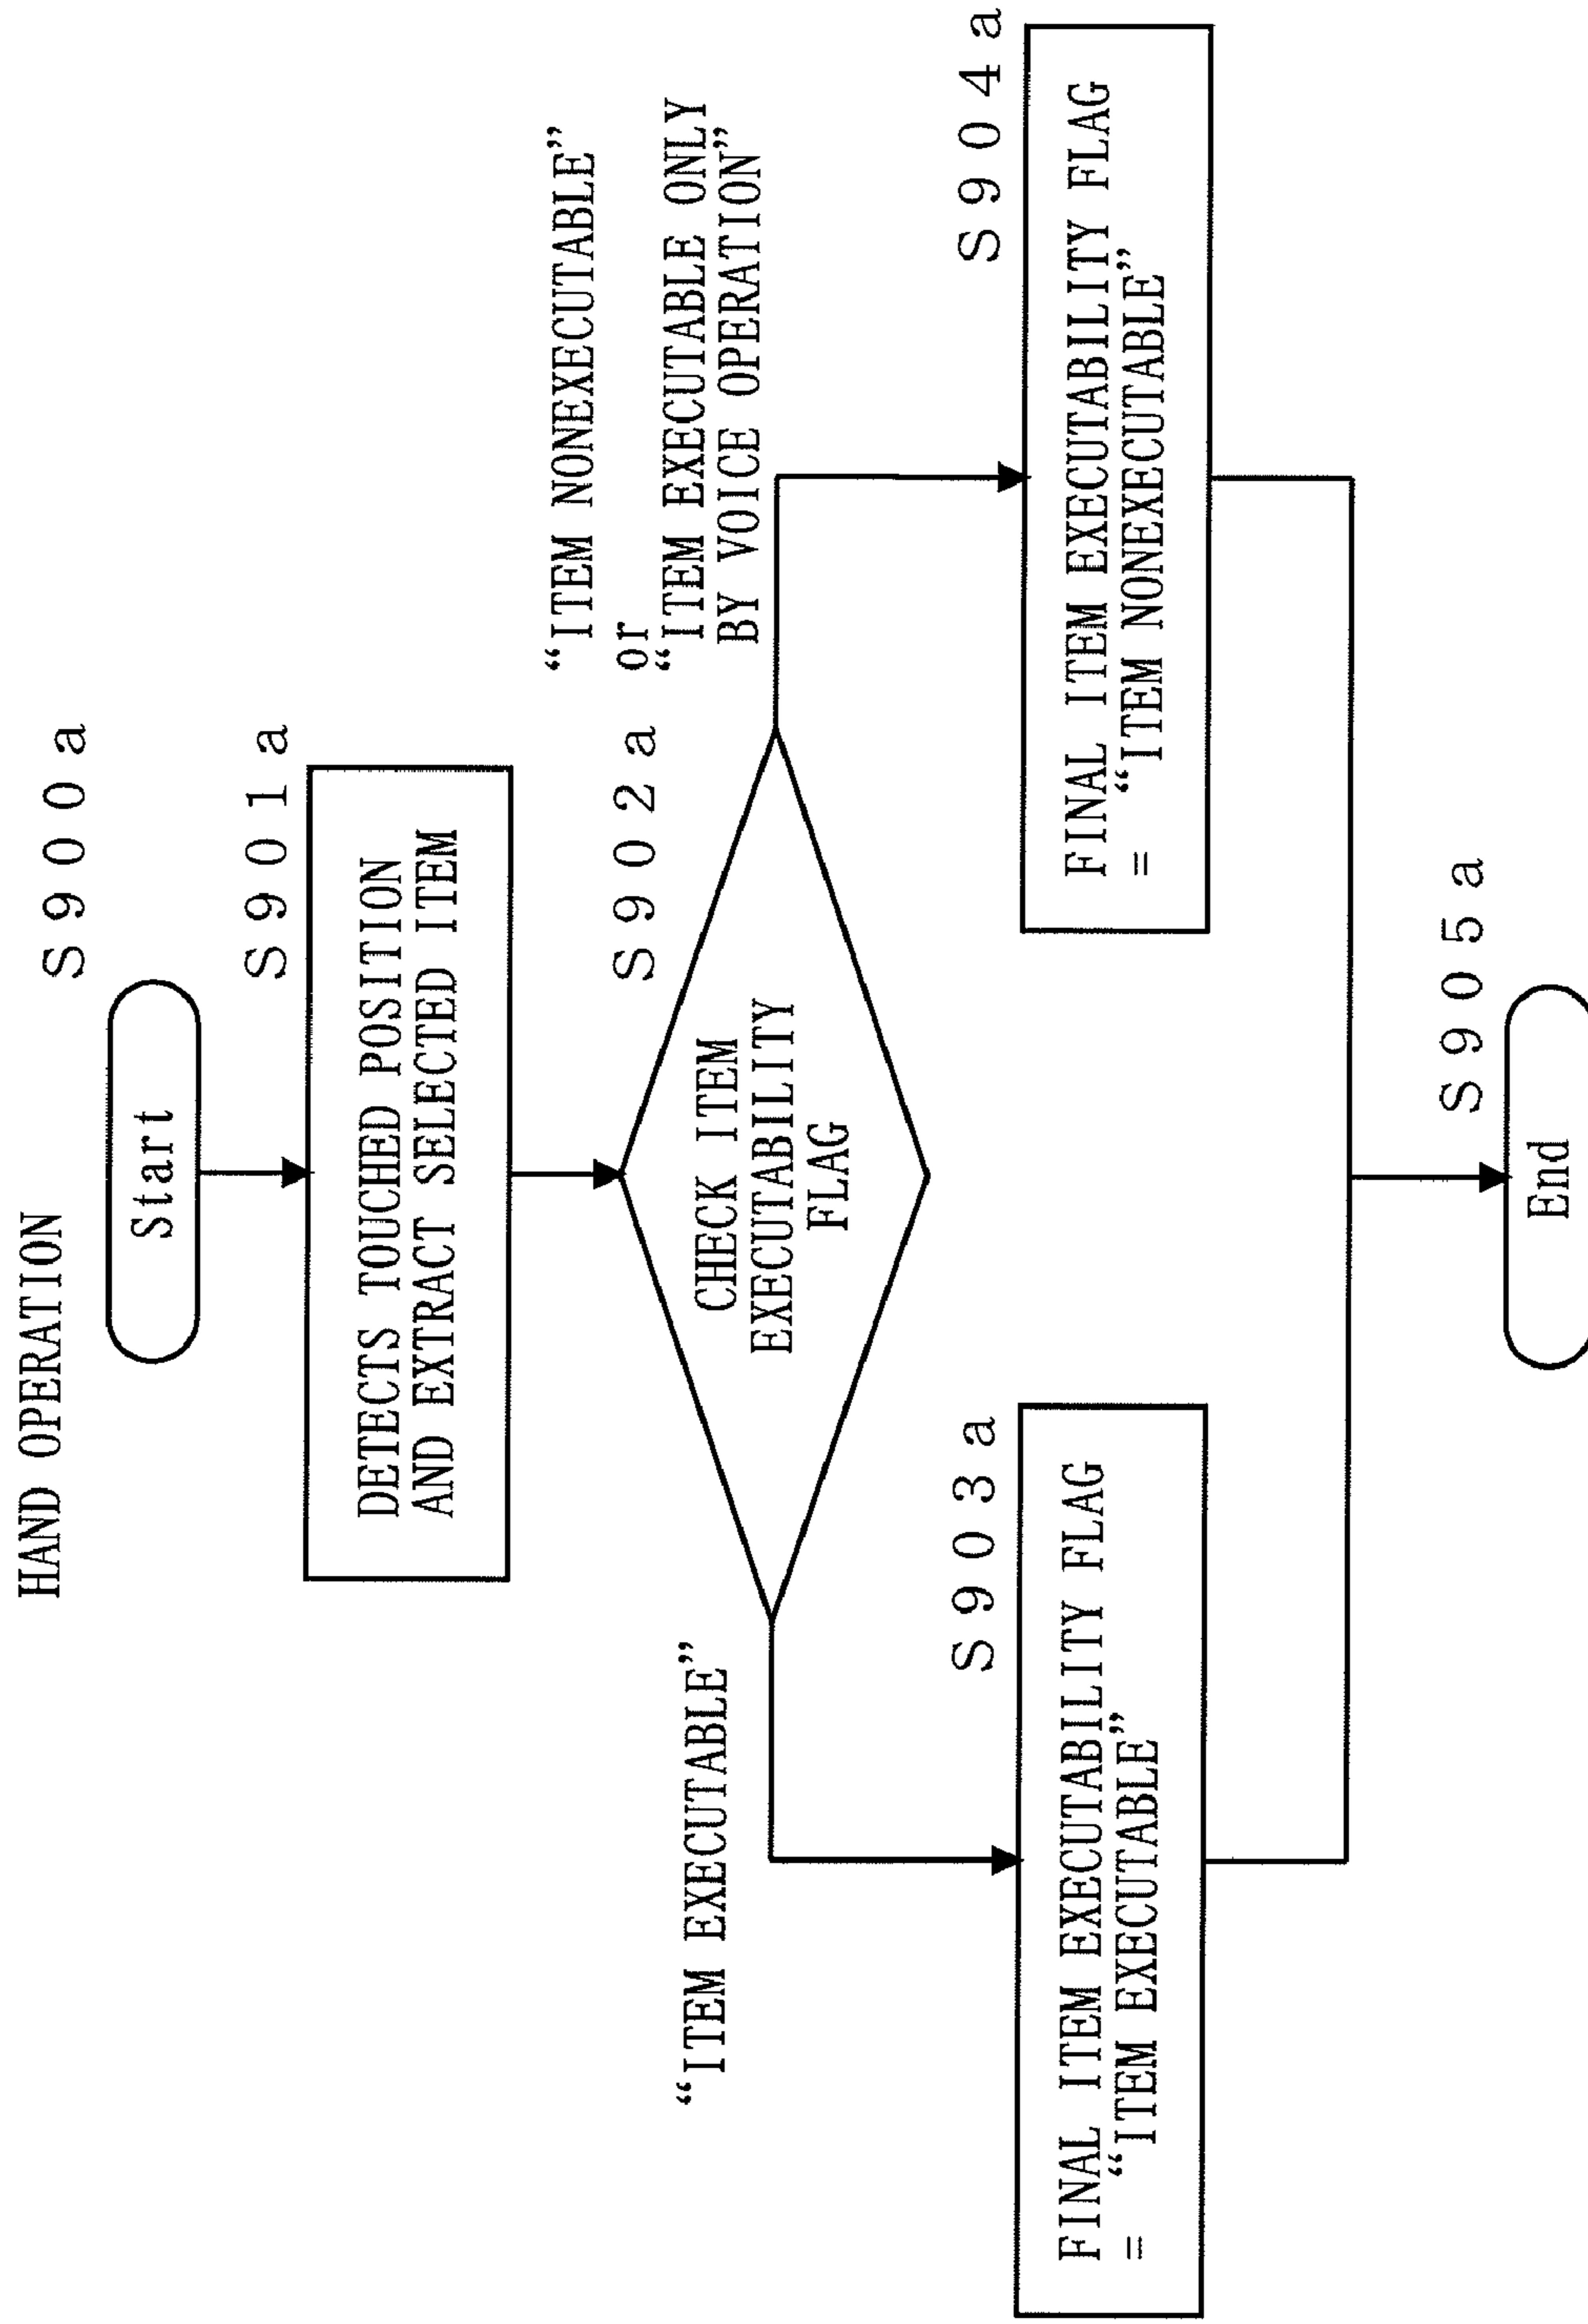 HAND OPERATION
S900a
Start
S901a
DETECTS TOUCHED POSITION
AND EXTRACT SELECTED ITEM
S902a
CHECK ITEM
EXECUTABILITY
FLAG
“ITEM EXECUTABLE”
“ITEM NONEXECUTABLE”
or
“ITEM EXECUTABLE ONLY
BY VOICE OPERATION”
S903a
FINAL ITEM EXECUTABILITY FLAG
= “ITEM EXECUTABLE”
S904a
FINAL ITEM EXECUTABILITY FLAG
= “ITEM NONEXECUTABLE”
S905a
End